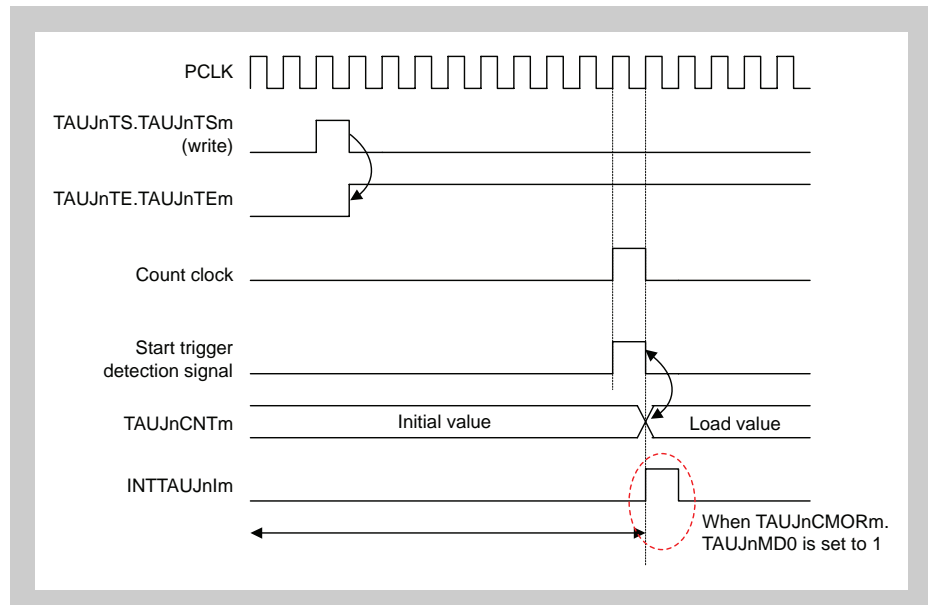 PCLK
TAUJnTS.TAUJnTSm
(write)
TAUJnTE.TAUJnTEm
Count clock
Start trigger
detection signal
TAUJnCNTm
Initial value
Load value
INTTAUJnIm
When TAUJnCMORm.
TAUJnMD0 is set to 1